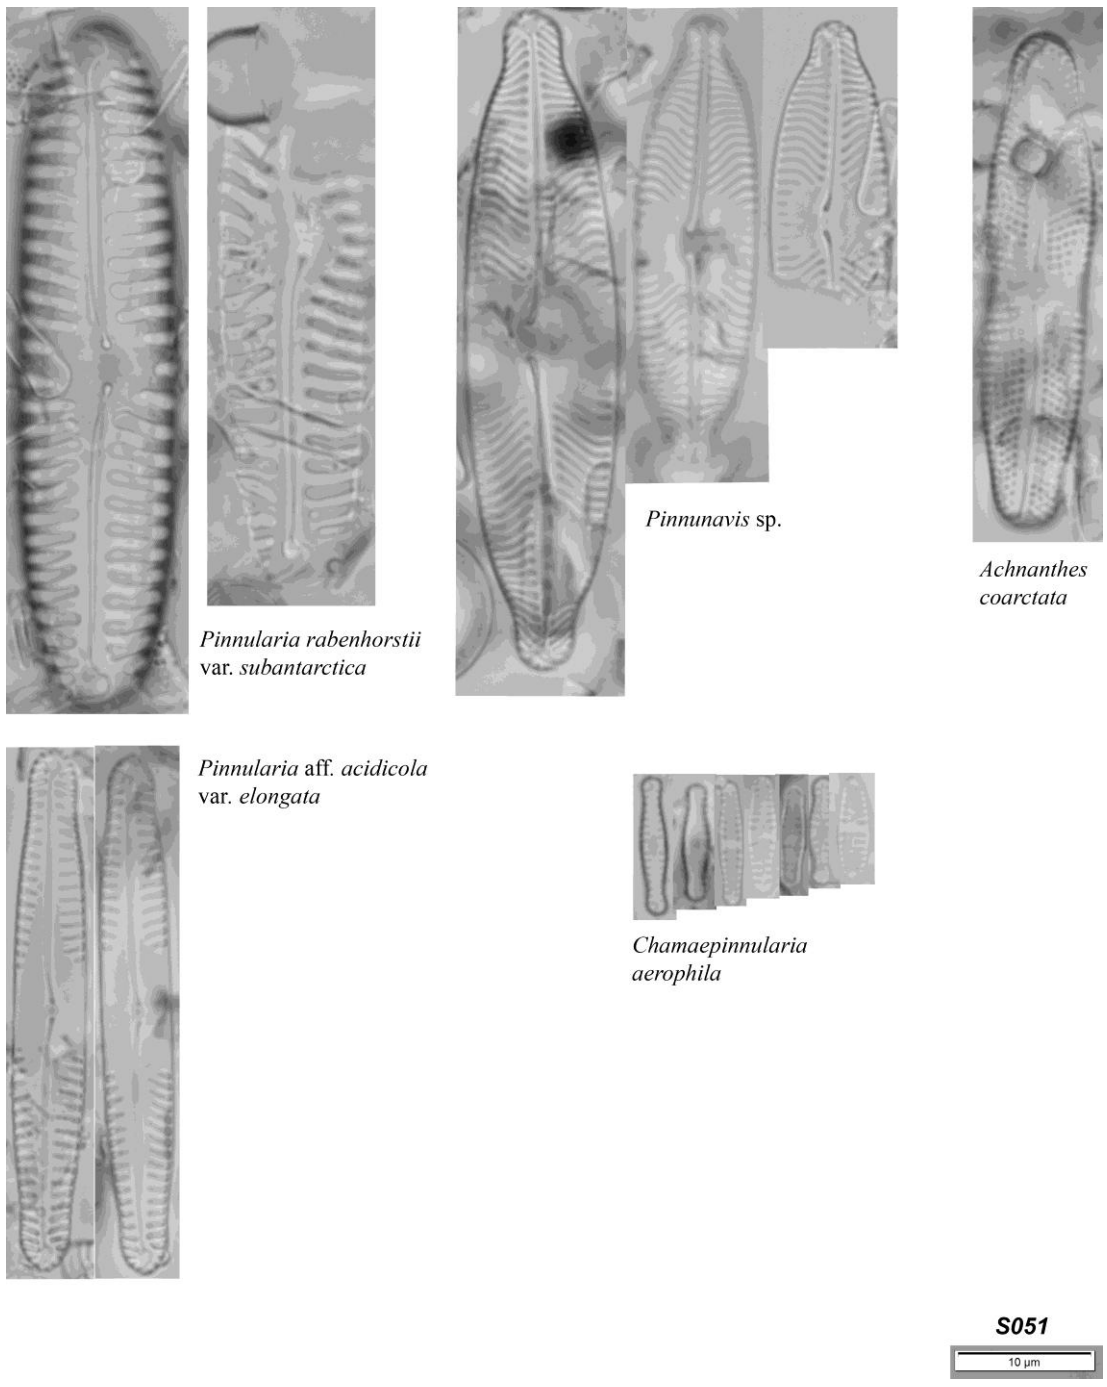 Pinnularia rabenhorstii
var. subantarctica
Pinnunavis sp.
Achnanthes
coarctata
Pinnularia aff. acidicola
var. elongata
Chamaepinnularia
aerophila
S051
10 µm